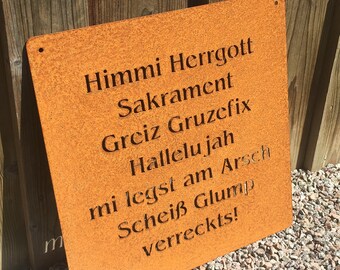 Himmi Herrgott
Sakrament
Greiz Gruzefix
Hallelujah
mi legst am Arsch
Scheiß Glump
verreckts!